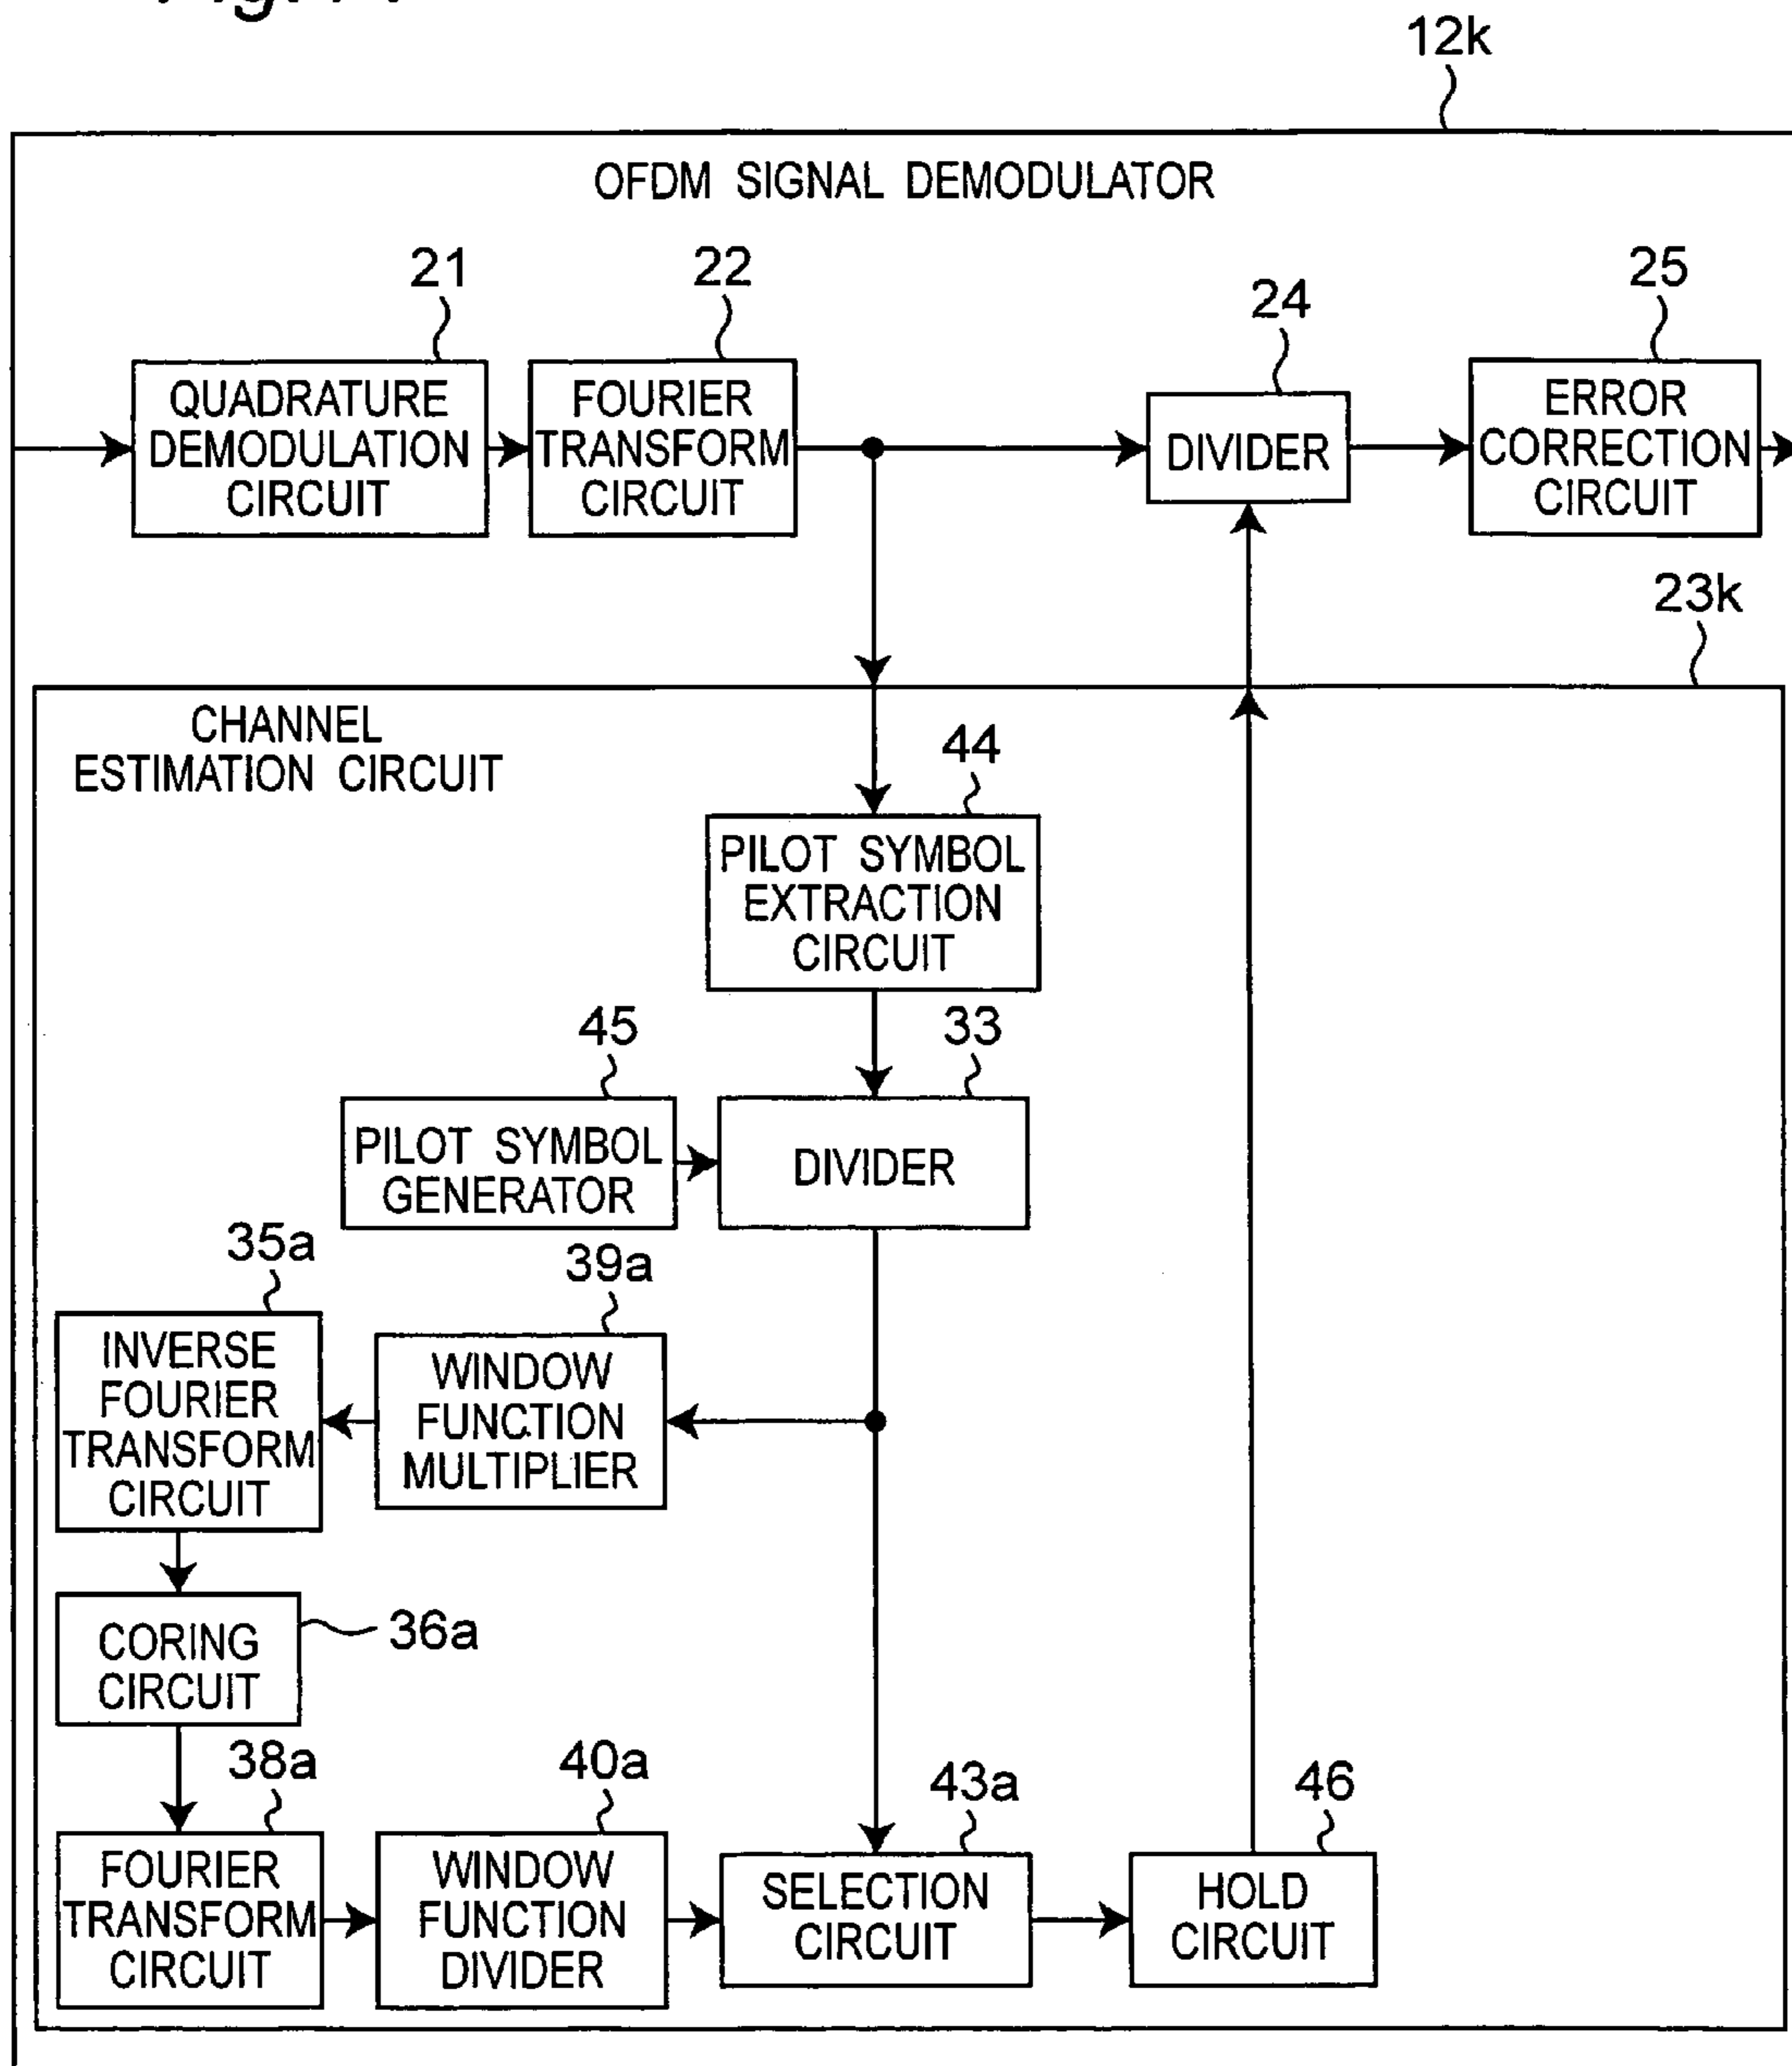 12k
OFDM SIGNAL DEMODULATOR
21
22
24
25
QUADRATURE
DEMODULATION
CIRCUIT
FOURIER
TRANSFORM
CIRCUIT
DIVIDER
ERROR
CORRECTION
CIRCUIT
23k
CHANNEL
ESTIMATION CIRCUIT
44
PILOT SYMBOL
EXTRACTION
CIRCUIT
45
33
PILOT SYMBOL
GENERATOR
DIVIDER
35a
39a
INVERSE
FOURIER
TRANSFORM
CIRCUIT
WINDOW
FUNCTION
MULTIPLIER
CORING
CIRCUIT
36a
38a
40a
43a
46
FOURIER
TRANSFORM
CIRCUIT
WINDOW
FUNCTION
DIVIDER
SELECTION
CIRCUIT
HOLD
CIRCUIT